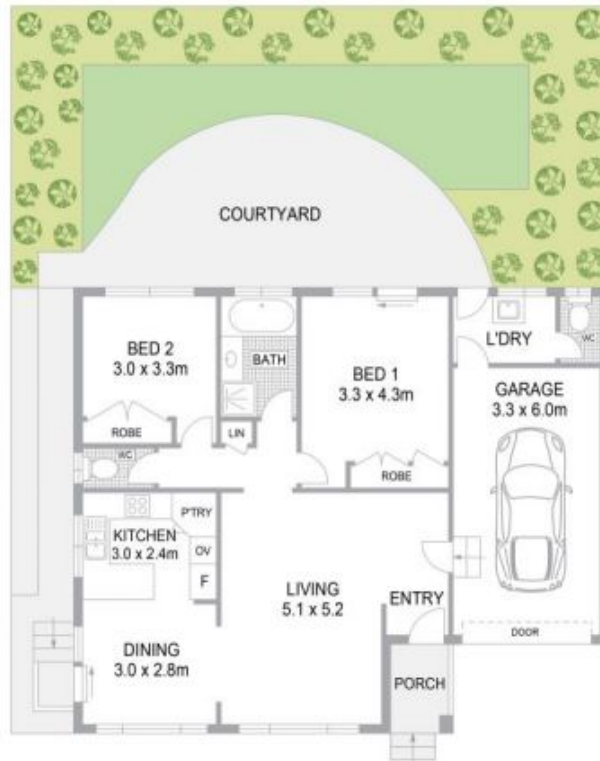 COURTYARD
BED 2
3.0 x 3.3m
BATH
BED 1
3.3 x 4.3m
L'DRY
WC
GARAGE
3.3 x 6.0m
ROBE
LIN
WC
ROBE
P'TRY
KITCHEN
3.0 x 2.4m
OV
F
LIVING
5.1 x 5.2
ENTRY
DOOR
DINING
3.0 x 2.8m
PORCH